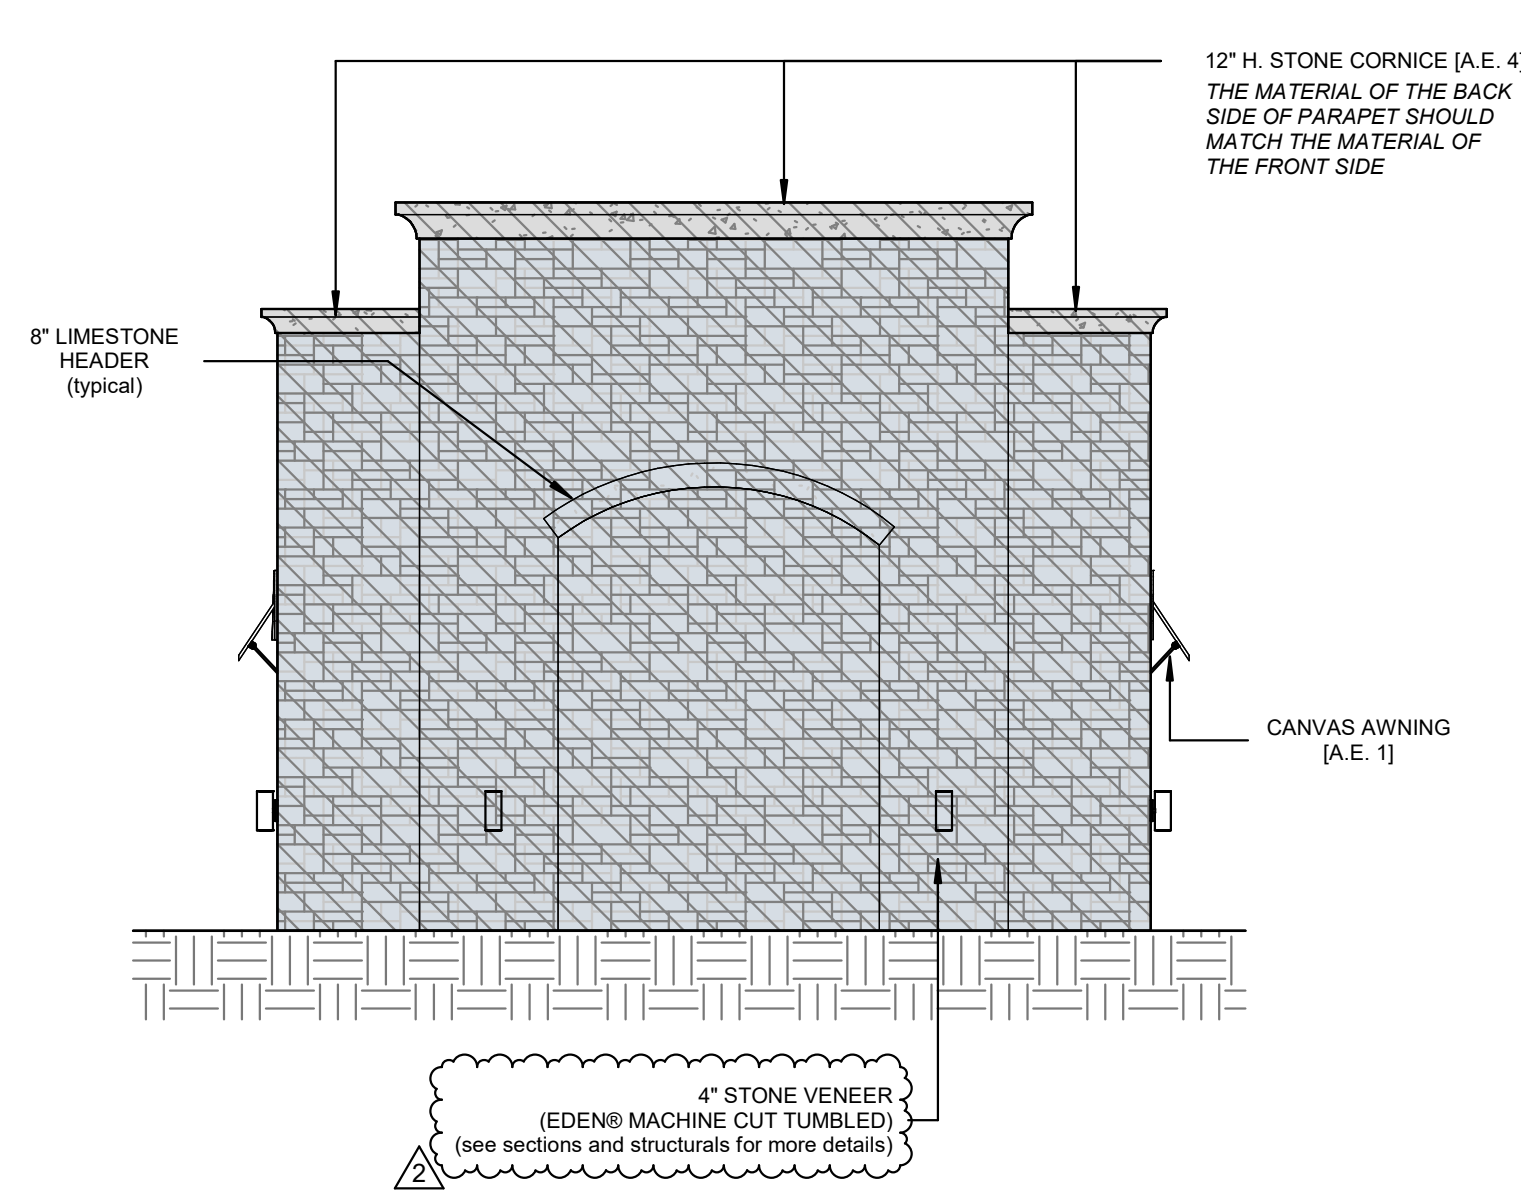 12" H. STONE CORNICE [A.E. 4]
THE MATERIAL OF THE BACK
SIDE OF PARAPET SHOULD
MATCH THE MATERIAL OF
THE FRONT SIDE
8" LIMESTONE
HEADER
(typical)
CANVAS AWNING
[A.E. 1]
4" STONE VENEER
(EDEN® MACHINE CUT TUMBLED)
(see sections and structurals for more details)
2